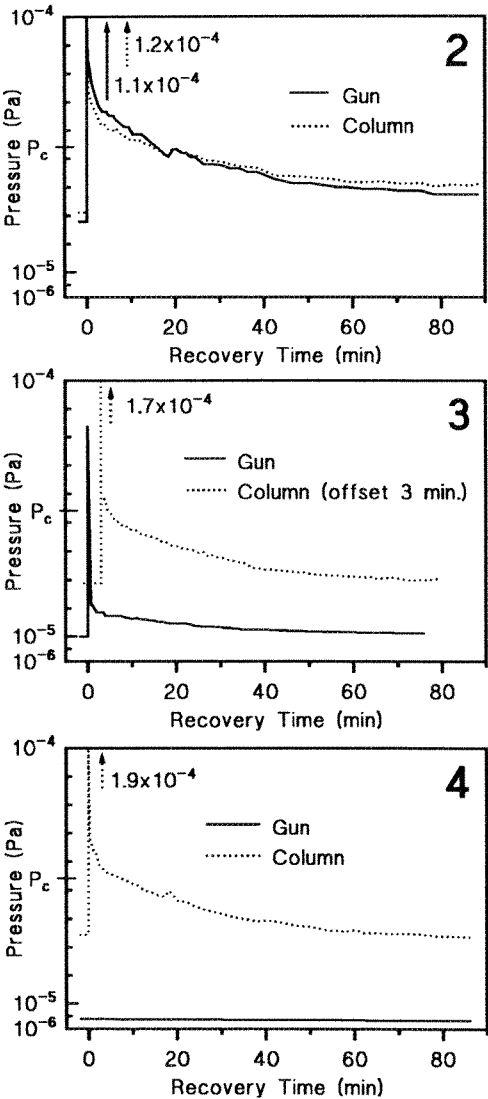 10⁻⁴
1.2x10⁻⁴
2
1.1x10⁻⁴
Gun
Column
Pressure (Pa)
Pc
10⁻⁵
10⁻⁶
0 20 40 60 80
Recovery Time (min)
10⁻⁴
1.7x10⁻⁴
3
Gun
Column (offset 3 min.)
Pressure (Pa)
Pc
10⁻⁵
10⁻⁶
0 20 40 60 80
Recovery Time (min)
10⁻⁴
1.9x10⁻⁴
4
Gun
Column
Pressure (Pa)
Pc
10⁻⁵
10⁻⁶
0 20 40 60 80
Recovery Time (min)